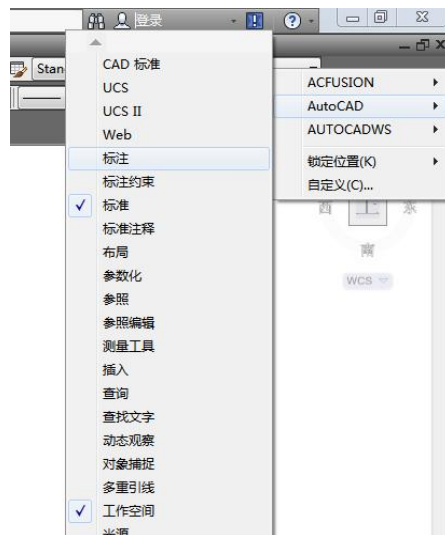 登录
Stan
CAD 标准
UCS
UCS II
Web
标注
标注约束
标准
标准注释
布局
参数化
参照
参照编辑
测量工具
插入
查询
查找文字
动态观察
对象捕捉
多重引线
工作空间
光源
ACFUSION
AutoCAD
AUTOCADWS
锁定位置(K)
自定义(C)...
西
上
东
南
WCS